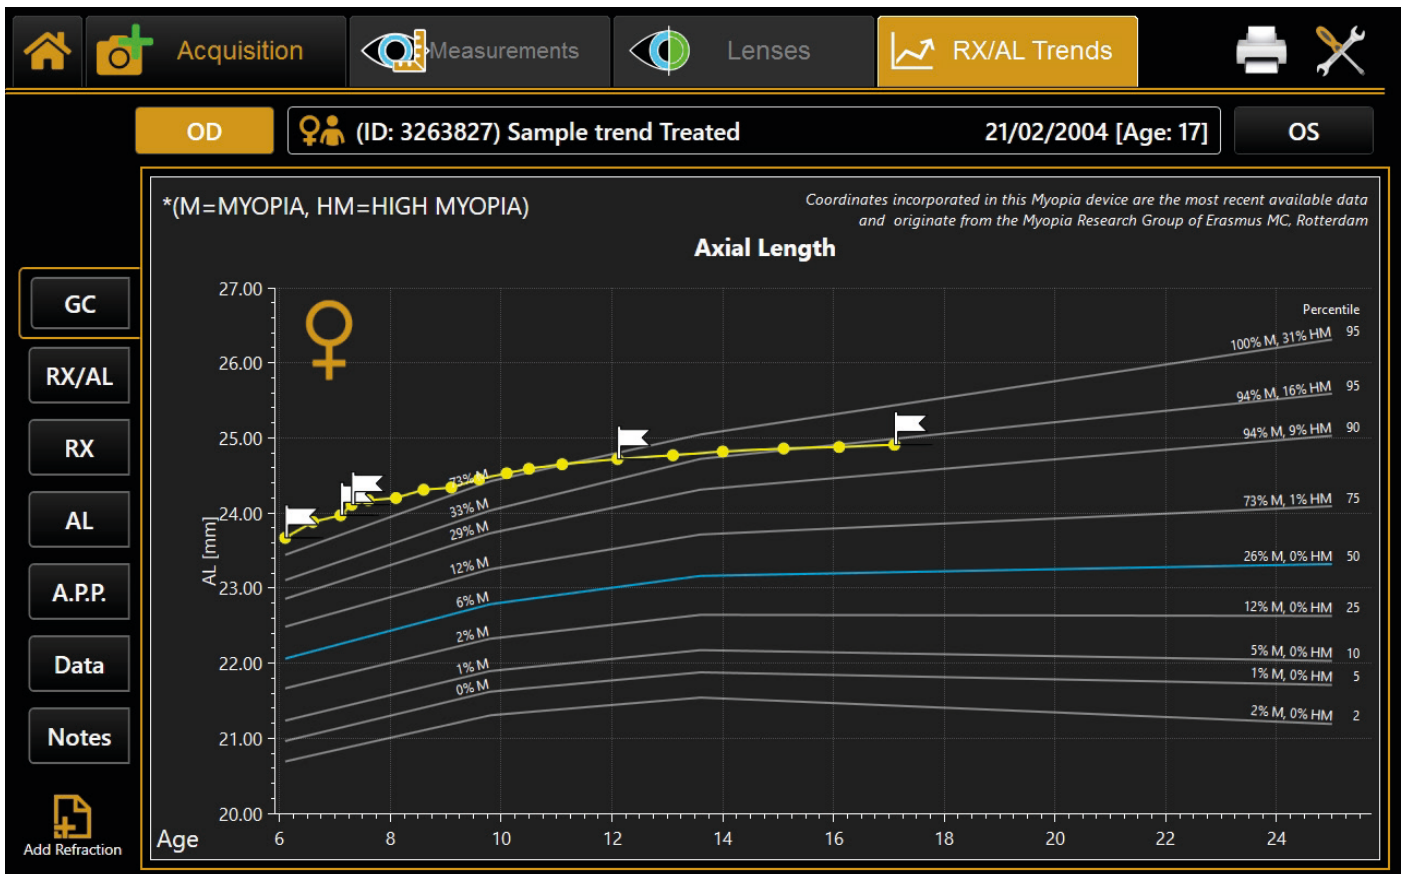 Acquisition
Measurements
Lenses
RX/AL Trends
OD
(ID: 3263827) Sample trend Treated
21/02/2004 [Age: 17]
OS
*(M=MYOPIA, HM=HIGH MYOPIA)
Coordinates incorporated in this Myopia device are the most recent available data
and originate from the Myopia Research Group of Erasmus MC, Rotterdam
Axial Length
GC
RX/AL
RX
AL
A.P.P.
Data
Notes
Add Refraction
AL [mm]
27.00
26.00
25.00
24.00
23.00
22.00
21.00
20.00
73% M
33% M
29% M
12% M
6% M
2% M
1% M
0% M
Percentile
100% M, 31% HM 95
94% M, 16% HM 95
94% M, 9% HM 90
73% M, 1% HM 75
26% M, 0% HM 50
12% M, 0% HM 25
5% M, 0% HM 10
1% M, 0% HM 5
2% M, 0% HM 2
Age 6 8 10 12 14 16 18 20 22 24